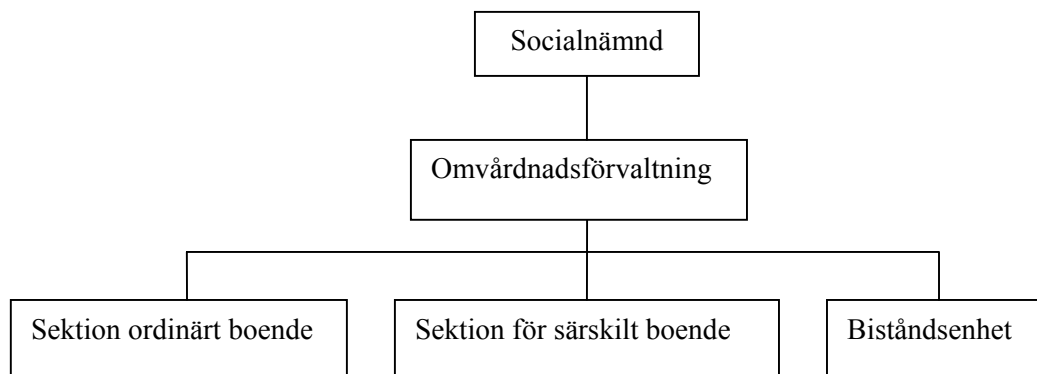 Socialnämnd
Omvårdnadsförvaltning
Sektion ordinärt boende
Sektion för särskilt boende
Biståndsenhet